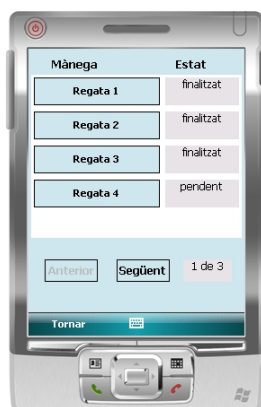 Mànega Estat
Regata 1 finalitzat
Regata 2 finalitzat
Regata 3 finalitzat
Regata 4 pendent
Anterior Següent 1 de 3
Tornar